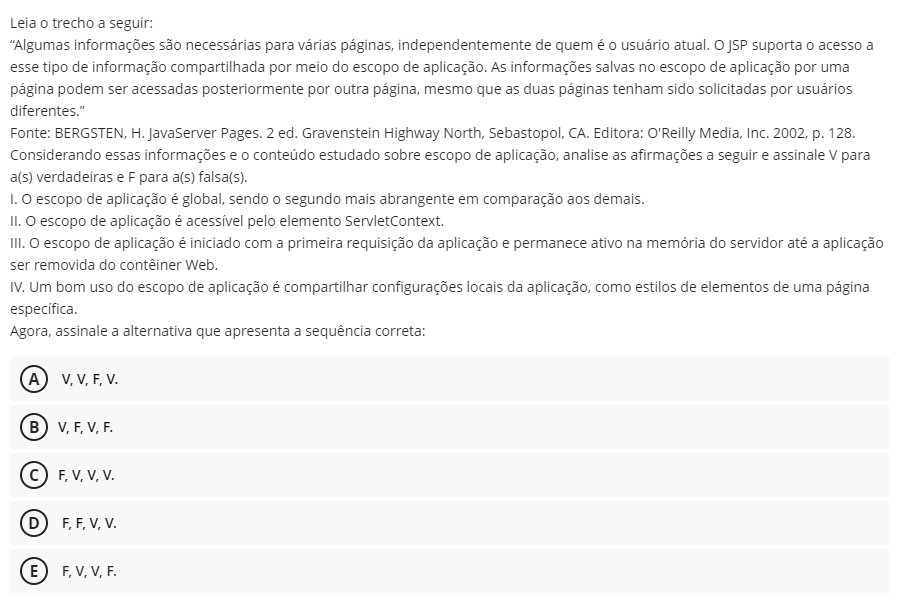 Leia o trecho a seguir:
“Algumas informações são necessárias para várias páginas, independentemente de quem é o usuário atual. O JSP suporta o acesso a
esse tipo de informação compartilhada por meio do escopo de aplicação. As informações salvas no escopo de aplicação por uma
página podem ser acessadas posteriormente por outra página, mesmo que as duas páginas tenham sido solicitadas por usuários
diferentes.”
Fonte: BERGSTEN, H. JavaServer Pages. 2 ed. Gravenstein Highway North, Sebastopol, CA. Editora: O'Reilly Media, Inc. 2002, p. 128.
Considerando essas informações e o conteúdo estudado sobre escopo de aplicação, analise as afirmações a seguir e assinale V para
a(s) verdadeiras e F para a(s) falsa(s).
I. O escopo de aplicação é global, sendo o segundo mais abrangente em comparação aos demais.
II. O escopo de aplicação é acessível pelo elemento ServletContext.
III. O escopo de aplicação é iniciado com a primeira requisição da aplicação e permanece ativo na memória do servidor até a aplicação
ser removida do contêiner Web.
IV. Um bom uso do escopo de aplicação é compartilhar configurações locais da aplicação, como estilos de elementos de uma página
específica.
Agora, assinale a alternativa que apresenta a sequência correta:
A V, V, F, V.
B V, F, V, F.
C F, V, V, V.
D F, F, V, V.
E F, V, V, F.